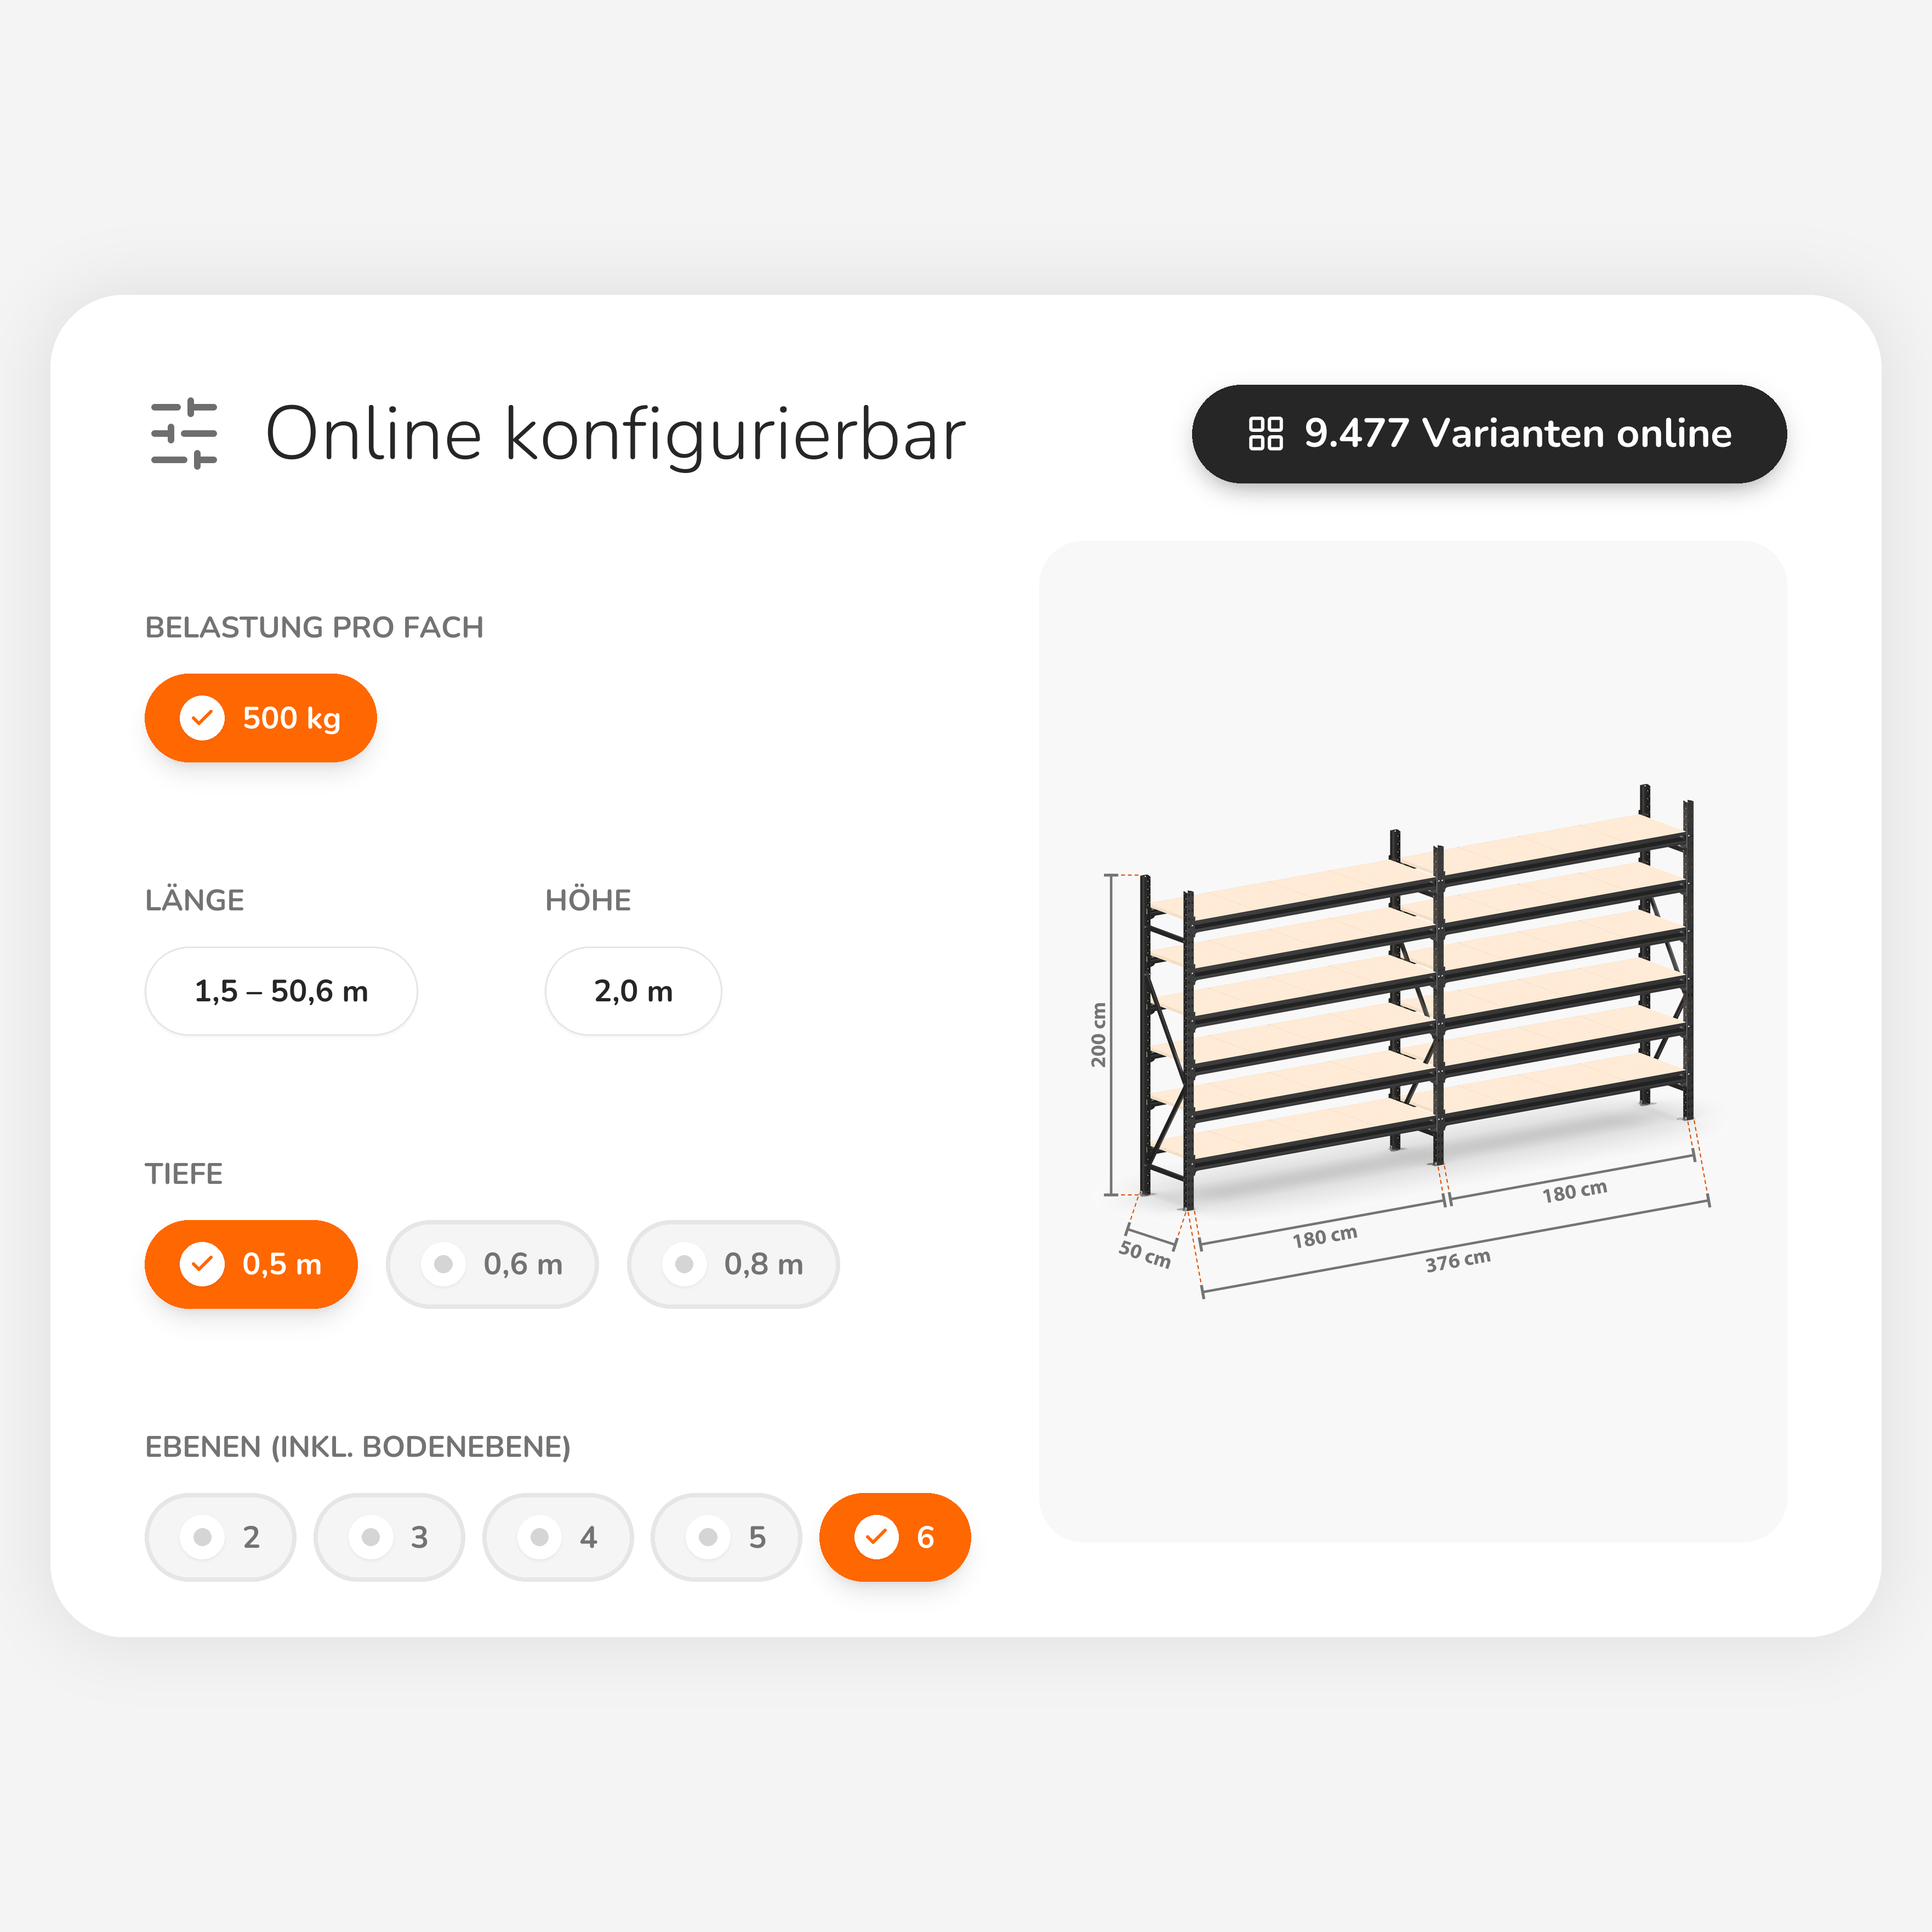 Online konfigurierbar
9.477 Varianten online
BELASTUNG PRO FACH
500 kg
LÄNGE
HÖHE
1,5 – 50,6 m
2,0 m
TIEFE
0,5 m
0,6 m
0,8 m
EBENEN (INKL. BODENEBENE)
2
3
4
5
6
200 cm
50 cm
180 cm
180 cm
376 cm